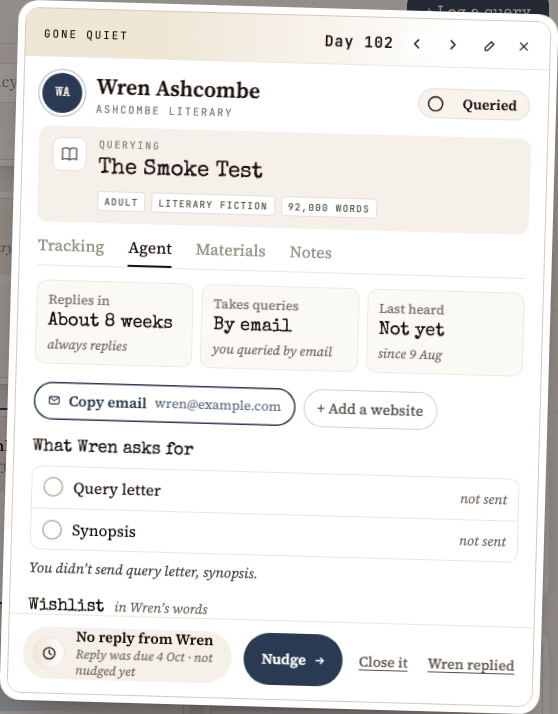 + Log a query
GONE QUIET
Day 102
WA
Wren Ashcombe
ASHCOMBE LITERARY
Queried
QUERYING
The Smoke Test
ADULT
LITERARY FICTION
92,000 WORDS
Tracking
Agent
Materials
Notes
Replies in
About 8 weeks
always replies
Takes queries
By email
you queried by email
Last heard
Not yet
since 9 Aug
Copy email wren@example.com
+ Add a website
What Wren asks for
Query letter
not sent
Synopsis
not sent
You didn’t send query letter, synopsis.
Wishlist in Wren’s words
No reply from Wren
Reply was due 4 Oct · not
nudged yet
Nudge →
Close it
Wren replied